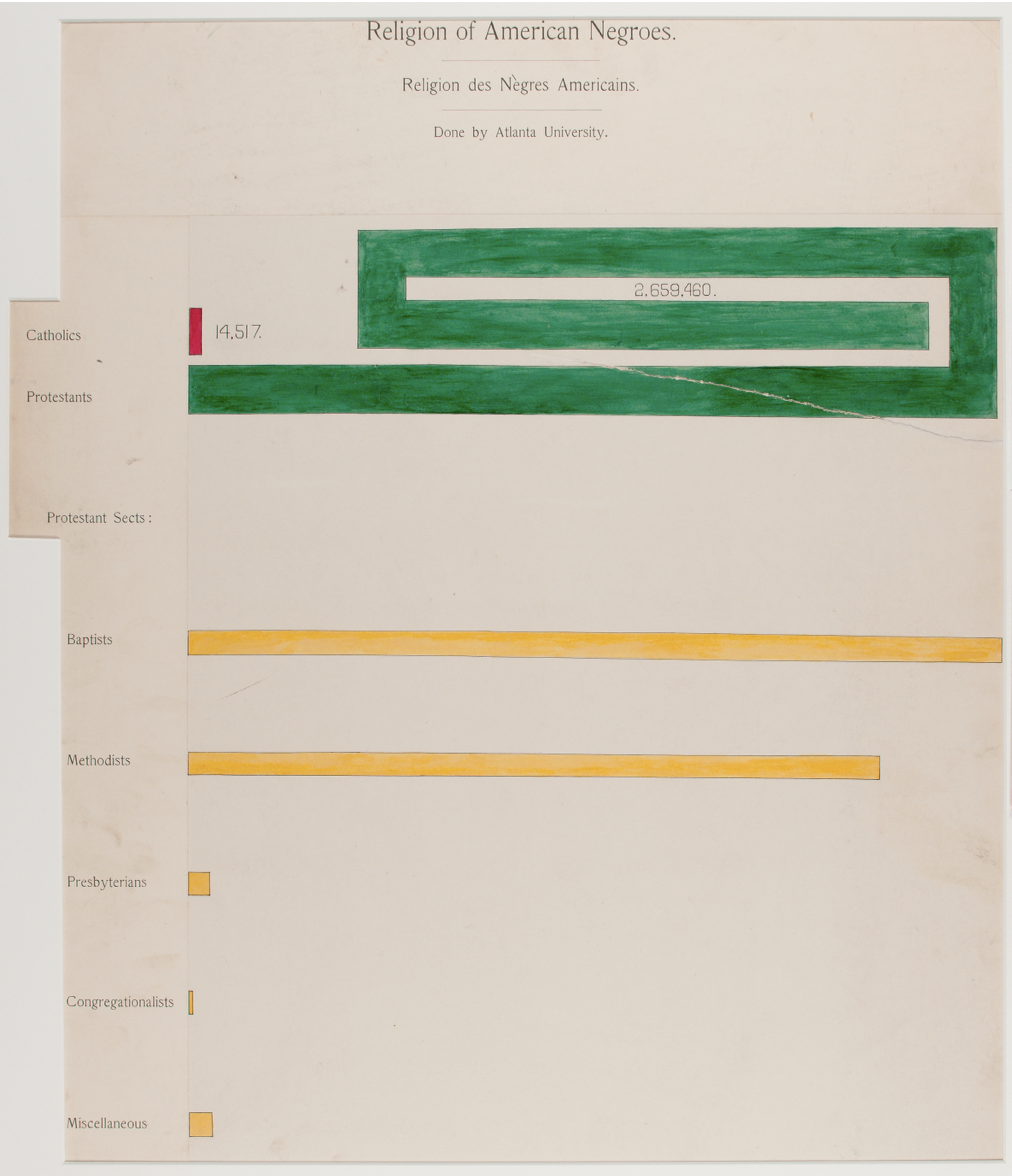 Religion of American Negroes.
Religion des Nègres Americains.
Done by Atlanta University.
2,659,460.
Catholics
14,517.
Protestants
Protestant Sects :
Baptists
Methodists
Presbyterians
Congregationalists
Miscellaneous